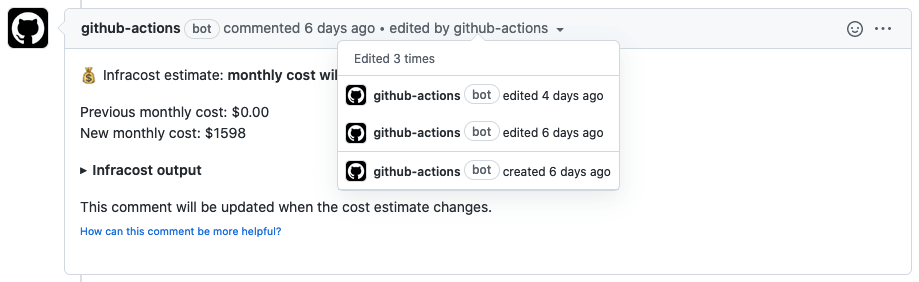 github-actions bot commented 6 days ago • edited by github-actions
Edited 3 times
💰 Infracost estimate: monthly cost wil
github-actions bot edited 4 days ago
Previous monthly cost: $0.00
New monthly cost: $1598
github-actions bot edited 6 days ago
▸ Infracost output
github-actions bot created 6 days ago
This comment will be updated when the cost estimate changes.
How can this comment be more helpful?